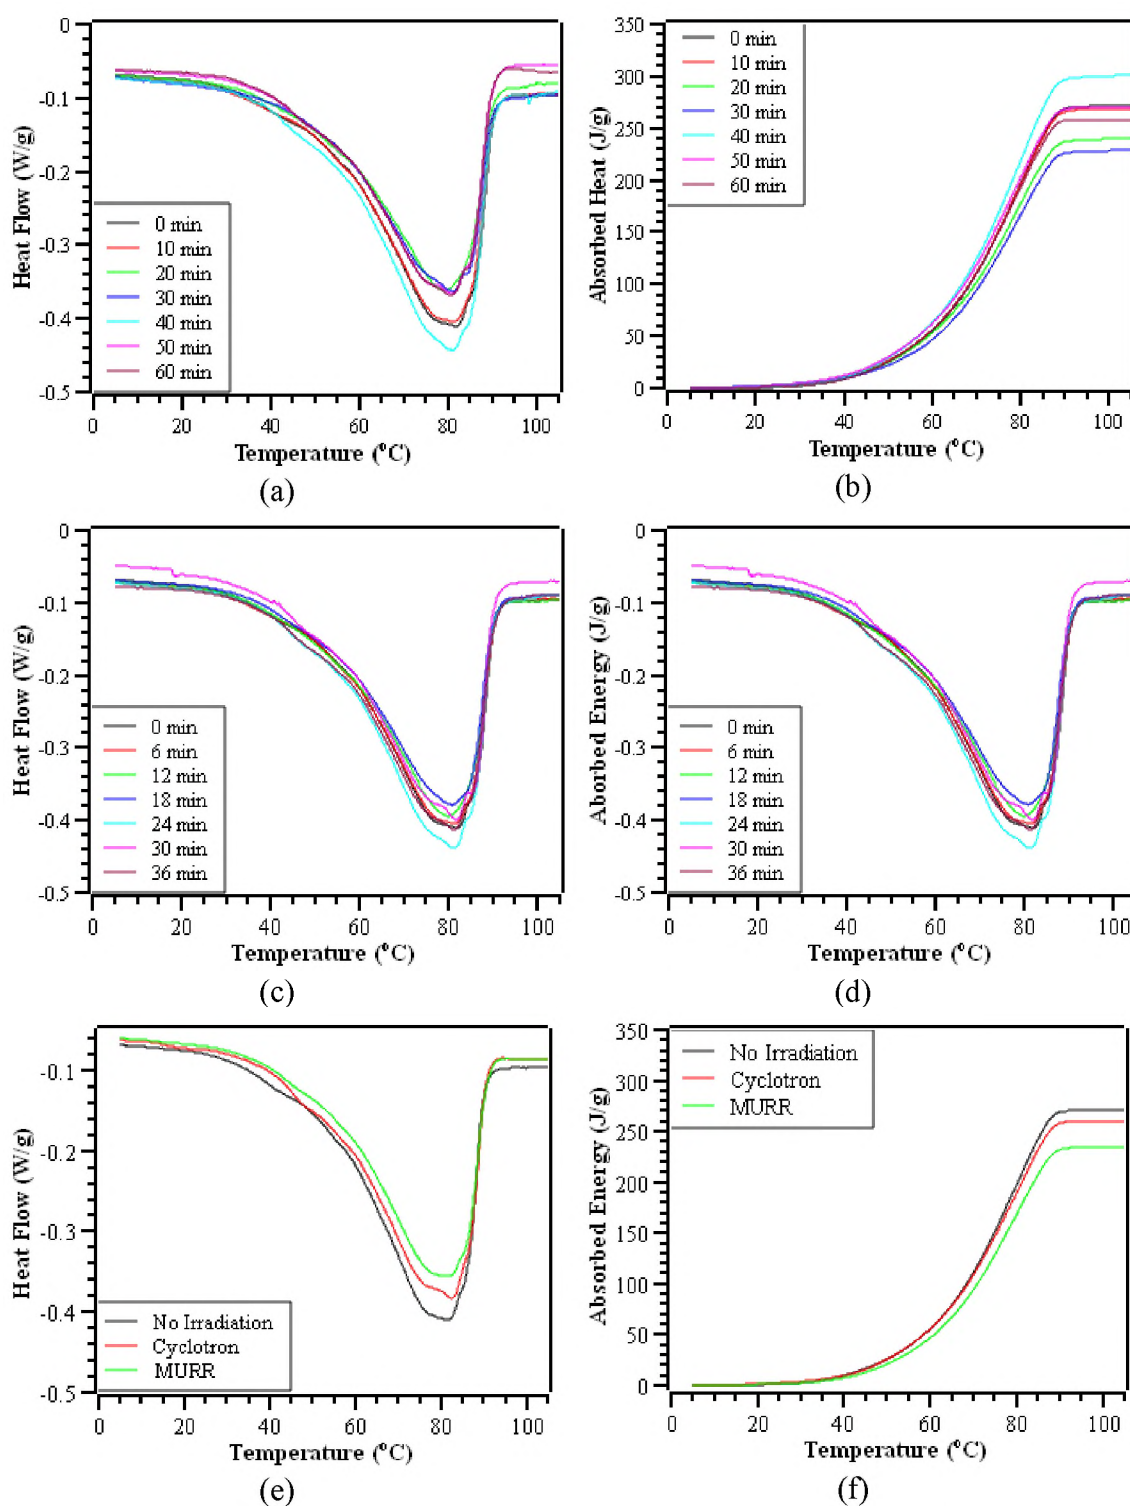 0
-0.1
-0.2
-0.3
-0.4
-0.5
Heat Flow (W/g)
0 min
10 min
20 min
30 min
40 min
50 min
60 min
0 20 40 60 80 100
Temperature (°C)
(a)
350
300
250
200
150
100
50
0
Absorbed Heat (J/g)
0 min
10 min
20 min
30 min
40 min
50 min
60 min
0 20 40 60 80 100
Temperature (°C)
(b)
0
-0.1
-0.2
-0.3
-0.4
-0.5
Heat Flow (W/g)
0 min
6 min
12 min
18 min
24 min
30 min
36 min
0 20 40 60 80 100
Temperature (°C)
(c)
0
-0.1
-0.2
-0.3
-0.4
-0.5
Aborbed Energy (J/g)
0 min
6 min
12 min
18 min
24 min
30 min
36 min
0 20 40 60 80 100
Temperature (°C)
(d)
-0.1
-0.2
-0.3
-0.4
-0.5
Heat Flow (W/g)
No Irradiation
Cyclotron
MURR
0 20 40 60 80 100
Temperature (°C)
(e)
350
300
250
200
150
100
50
0
Absorbed Energy (J/g)
No Irradiation
Cyclotron
MURR
0 20 40 60 80 100
Temperature (°C)
(f)